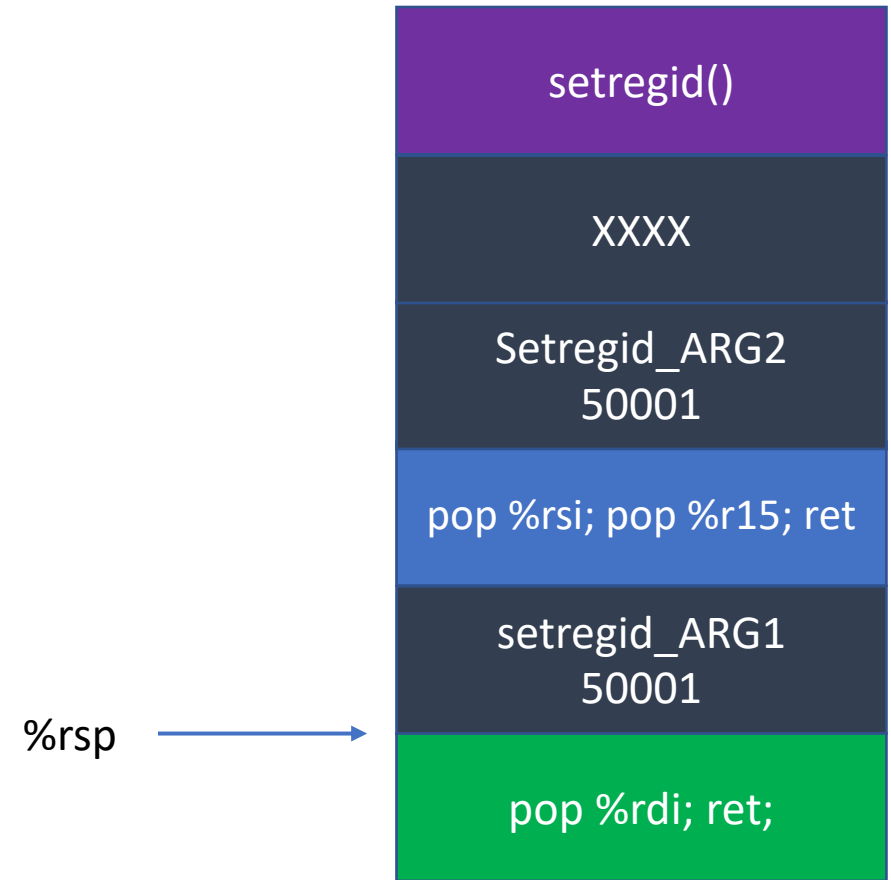 setregid()
XXXX
Setregid_ARG2
50001
pop %rsi; pop %r15; ret
setregid_ARG1
50001
%rsp
pop %rdi; ret;